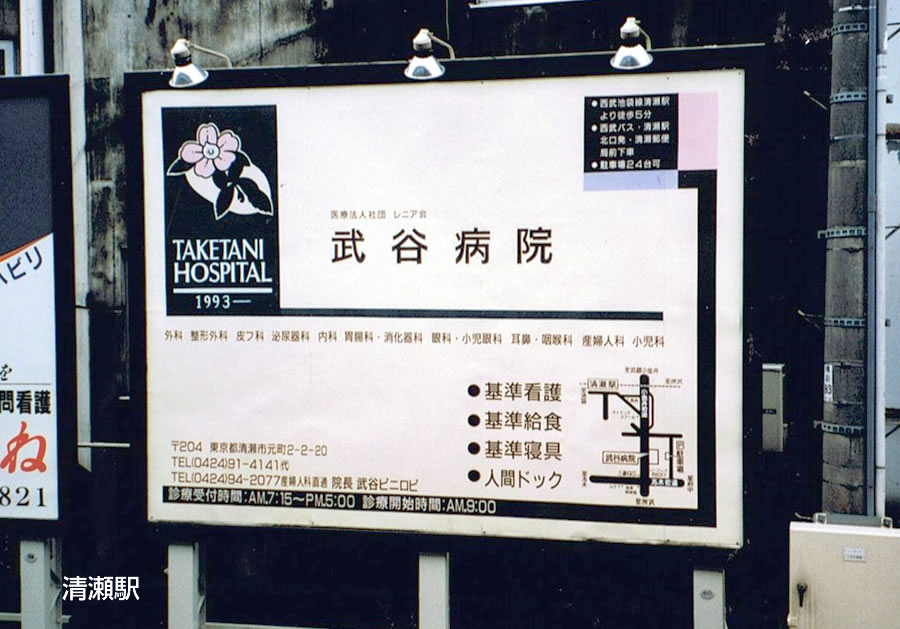 TAKETANI
HOSPITAL
1993
● 西武池袋線清瀬駅
より徒歩5分
● 西武バス・清瀬駅
北口発・清瀬郵便
局前下車
● 駐車場24台可
医療法人社団 レニア会
武谷病院
外科 整形外科 皮フ科 泌尿器科 内科 胃腸科・消化器科 眼科・小児眼科 耳鼻・咽喉科 産婦人科 小児科
● 基準看護
● 基準給食
● 基準寝具
● 人間ドック
清瀬駅
武谷病院
駐車場
〒204 東京都清瀬市元町2-2-20
TEL(0424)91-4141代
TEL(0424)94-2077産婦人科直通 院長 武谷ピニロピ
診療受付時間:AM.7:15～PM.5:00 診療開始時間:AM.9:00
ビリ
を
問看護
ね
821
清瀬駅